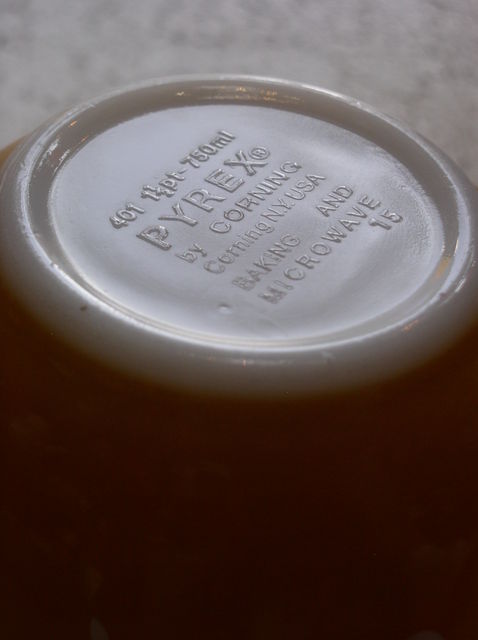 401 1½pt-750ml
PYREX®
by CORNING
Corning N.Y. USA
BAKING AND
MICROWAVE
15